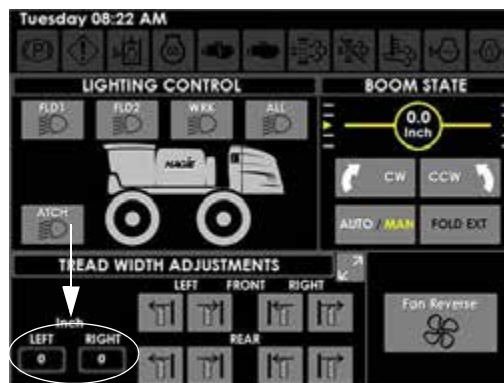 Tuesday 08:22 AM
LIGHTING CONTROL
BOOM STATE
FLD1 FLD2 WRK ALL
0.0
Inch
HAGIE
CW CCW
ATCH
AUTO / MAN FOLD EXT
TREAD WIDTH ADJUSTMENTS
LEFT FRONT RIGHT
Fan Reverse
Inch
LEFT RIGHT
REAR
0 0